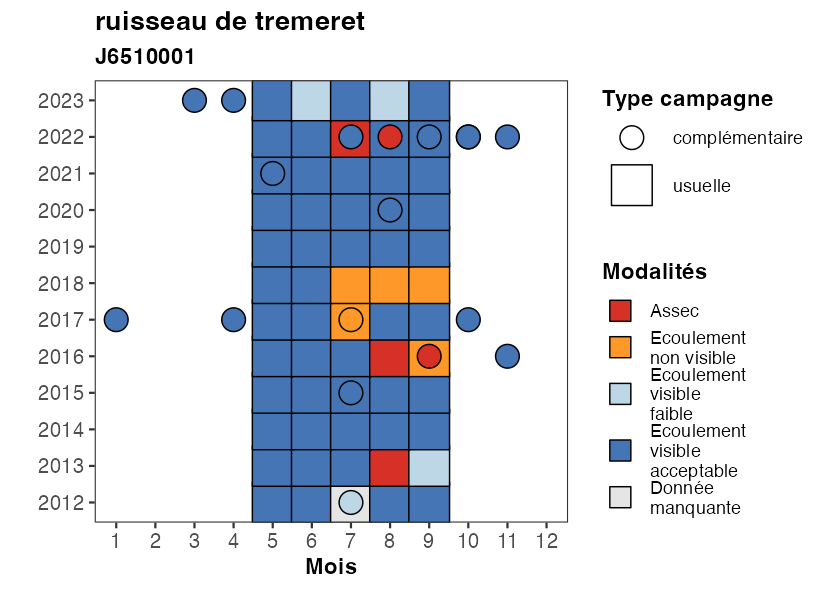 ruisseau de tremeret
J6510001
2023
2022
2021
2020
2019
2018
2017
2016
2015
2014
2013
2012
1 2 3 4 5 6 7 8 9 10 11 12
Mois
Type campagne
complémentaire
usuelle
Modalités
Assec
Ecoulement
non visible
Ecoulement
visible
faible
Ecoulement
visible
acceptable
Donnée
manquante